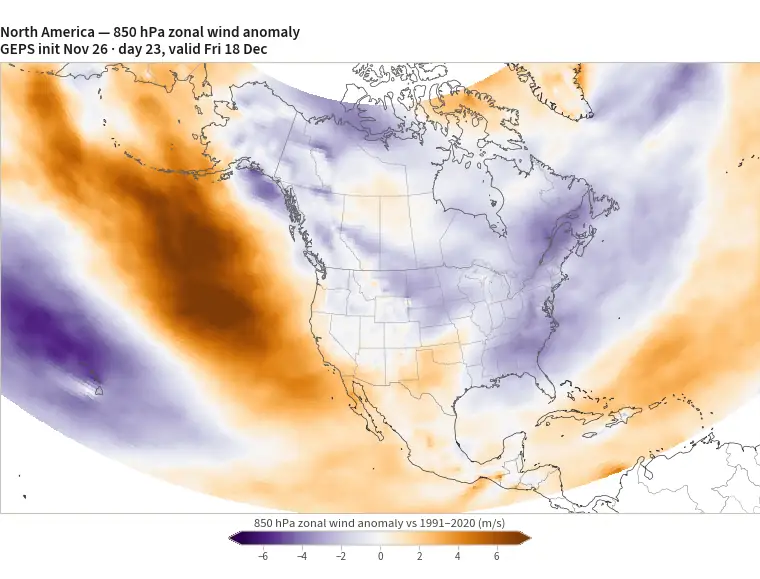 North America — 850 hPa zonal wind anomaly
GEPS init Nov 26 · day 23, valid Fri 18 Dec
850 hPa zonal wind anomaly vs 1991–2020 (m/s)
−6 −4 −2 0 2 4 6